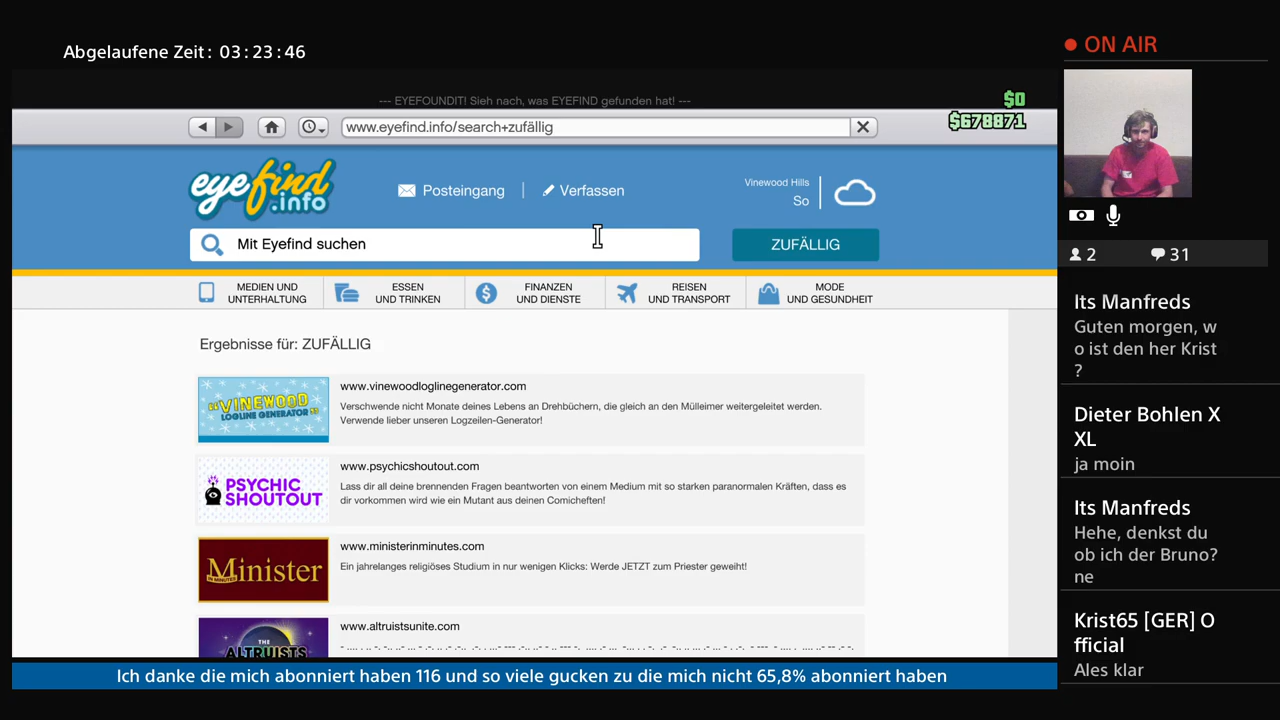 Abgelaufene Zeit: 03:23:46
ON AIR
--- EYEFOUNDIT! Sieh nach, was EYEFIND gefunden hat! ---
$0
$678871
www.eyefind.info/search+zufällig
eyefind
.info
Posteingang
Verfassen
Vinewood Hills
So
Mit Eyefind suchen
ZUFÄLLIG
MEDIEN UND
UNTERHALTUNG
ESSEN
UND TRINKEN
FINANZEN
UND DIENSTE
REISEN
UND TRANSPORT
MODE
UND GESUNDHEIT
Ergebnisse für: ZUFÄLLIG
VINEWOOD
LOGLINE GENERATOR
www.vinewoodloglinegenerator.com
Verschwende nicht Monate deines Lebens an Drehbüchern, die gleich an den Mülleimer weitergeleitet werden.
Verwende lieber unseren Logzeilen-Generator!
PSYCHIC
SHOUTOUT
www.psychicshoutout.com
Lass dir all deine brennenden Fragen beantworten von einem Medium mit so starken paranormalen Kräften, dass es
dir vorkommen wird wie ein Mutant aus deinen Comicheften!
Minister
IN MINUTES
www.ministerinminutes.com
Ein jahrelanges religiöses Studium in nur wenigen Klicks: Werde JETZT zum Priester geweiht!
THE
ALTRUISTS
www.altruistsunite.com
2
31
Its Manfreds
Guten morgen, w
o ist den her Krist
?
Dieter Bohlen X
XL
ja moin
Its Manfreds
Hehe, denkst du
ob ich der Bruno?
ne
Krist65 [GER] O
fficial
Ales klar
Ich danke die mich abonniert haben 116 und so viele gucken zu die mich nicht 65,8% abonniert haben